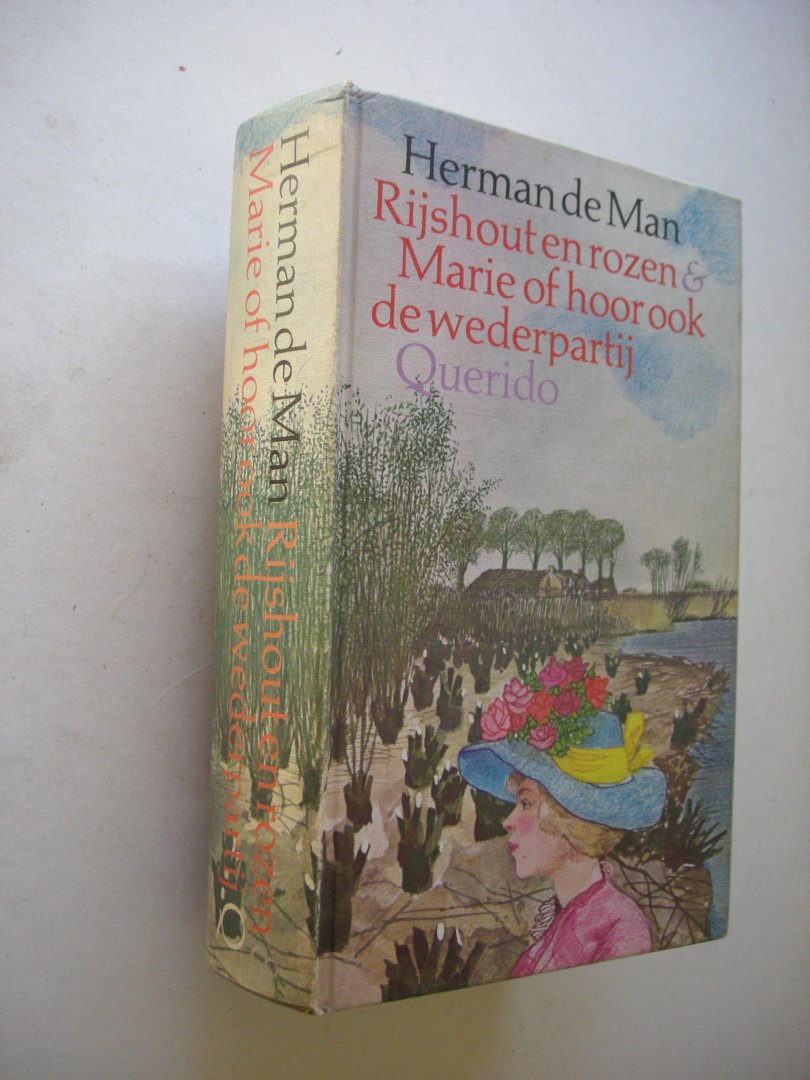 Herman de Man
Rijshout en rozen &
Marie of hoor ook
de wederpartij
Querido
Herman de Man Rijshout en rozen
Marie of hoor ook de wederpartij. Q